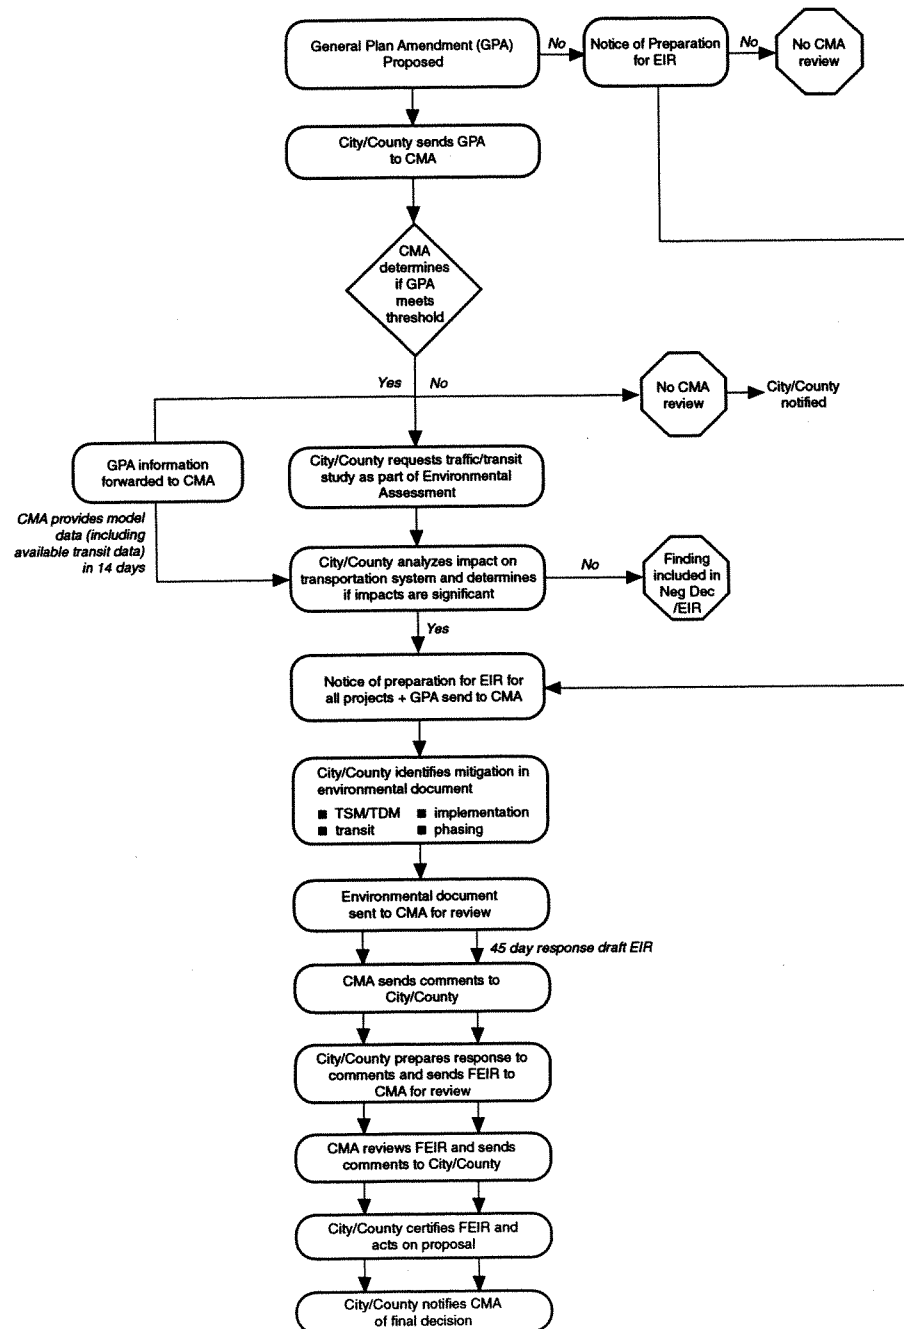 General Plan Amendment (GPA)
Proposed
No
Notice of Preparation
for EIR
No
No CMA
review
City/County sends GPA
to CMA
CMA
determines
if GPA
meets
threshold
Yes
No
No CMA
review
City/County
notified
GPA information
forwarded to CMA
City/County requests traffic/transit
study as part of Environmental
Assessment
CMA provides model
data (including
available transit data)
in 14 days
City/County analyzes impact on
transportation system and determines
if impacts are significant
No
Finding
included in
Neg Dec
/EIR
Yes
Notice of preparation for EIR for
all projects + GPA send to CMA
City/County identifies mitigation in
environmental document
■ TSM/TDM ■ implementation
■ transit ■ phasing
Environmental document
sent to CMA for review
45 day response draft EIR
CMA sends comments to
City/County
City/County prepares response to
comments and sends FEIR to
CMA for review
CMA reviews FEIR and sends
comments to City/County
City/County certifies FEIR and
acts on proposal
City/County notifies CMA
of final decision